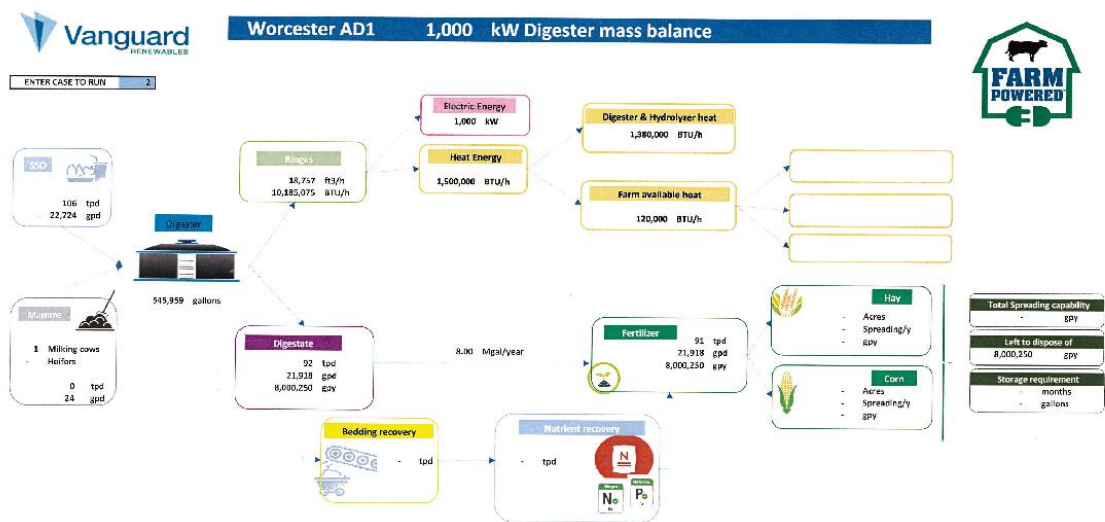 Vanguard
RENEWABLES
Worcester AD1 1,000 kW Digester mass balance
FARM
POWERED
ENTER CASE TO RUN 2
Electric Energy
1,000 kW
Digester & Hydrolyzer heat
1,380,000 BTU/h
SSO
106 tpd
- 22,724 gpd
Biogas
18,757 ft3/h
10,185,075 BTU/h
Heat Energy
1,500,000 BTU/h
Farm available heat
120,000 BTU/h
Digester
545,959 gallons
Manure
1 Milking cows
- Heifers
0 tpd
24 gpd
Digestate
92 tpd
21,918 gpd
8,000,250 gpy
8.00 Mgal/year
Fertilizer
91 tpd
21,918 gpd
8,000,250 gpy
Hay
- Acres
- Spreading/y
- gpy
Corn
- Acres
- Spreading/y
- gpy
Total Spreading capability
- gpy
Left to dispose of
8,000,250 gpy
Storage requirement
- months
- gallons
Bedding recovery
- tpd
Nutrient recovery
- tpd
N
N
P